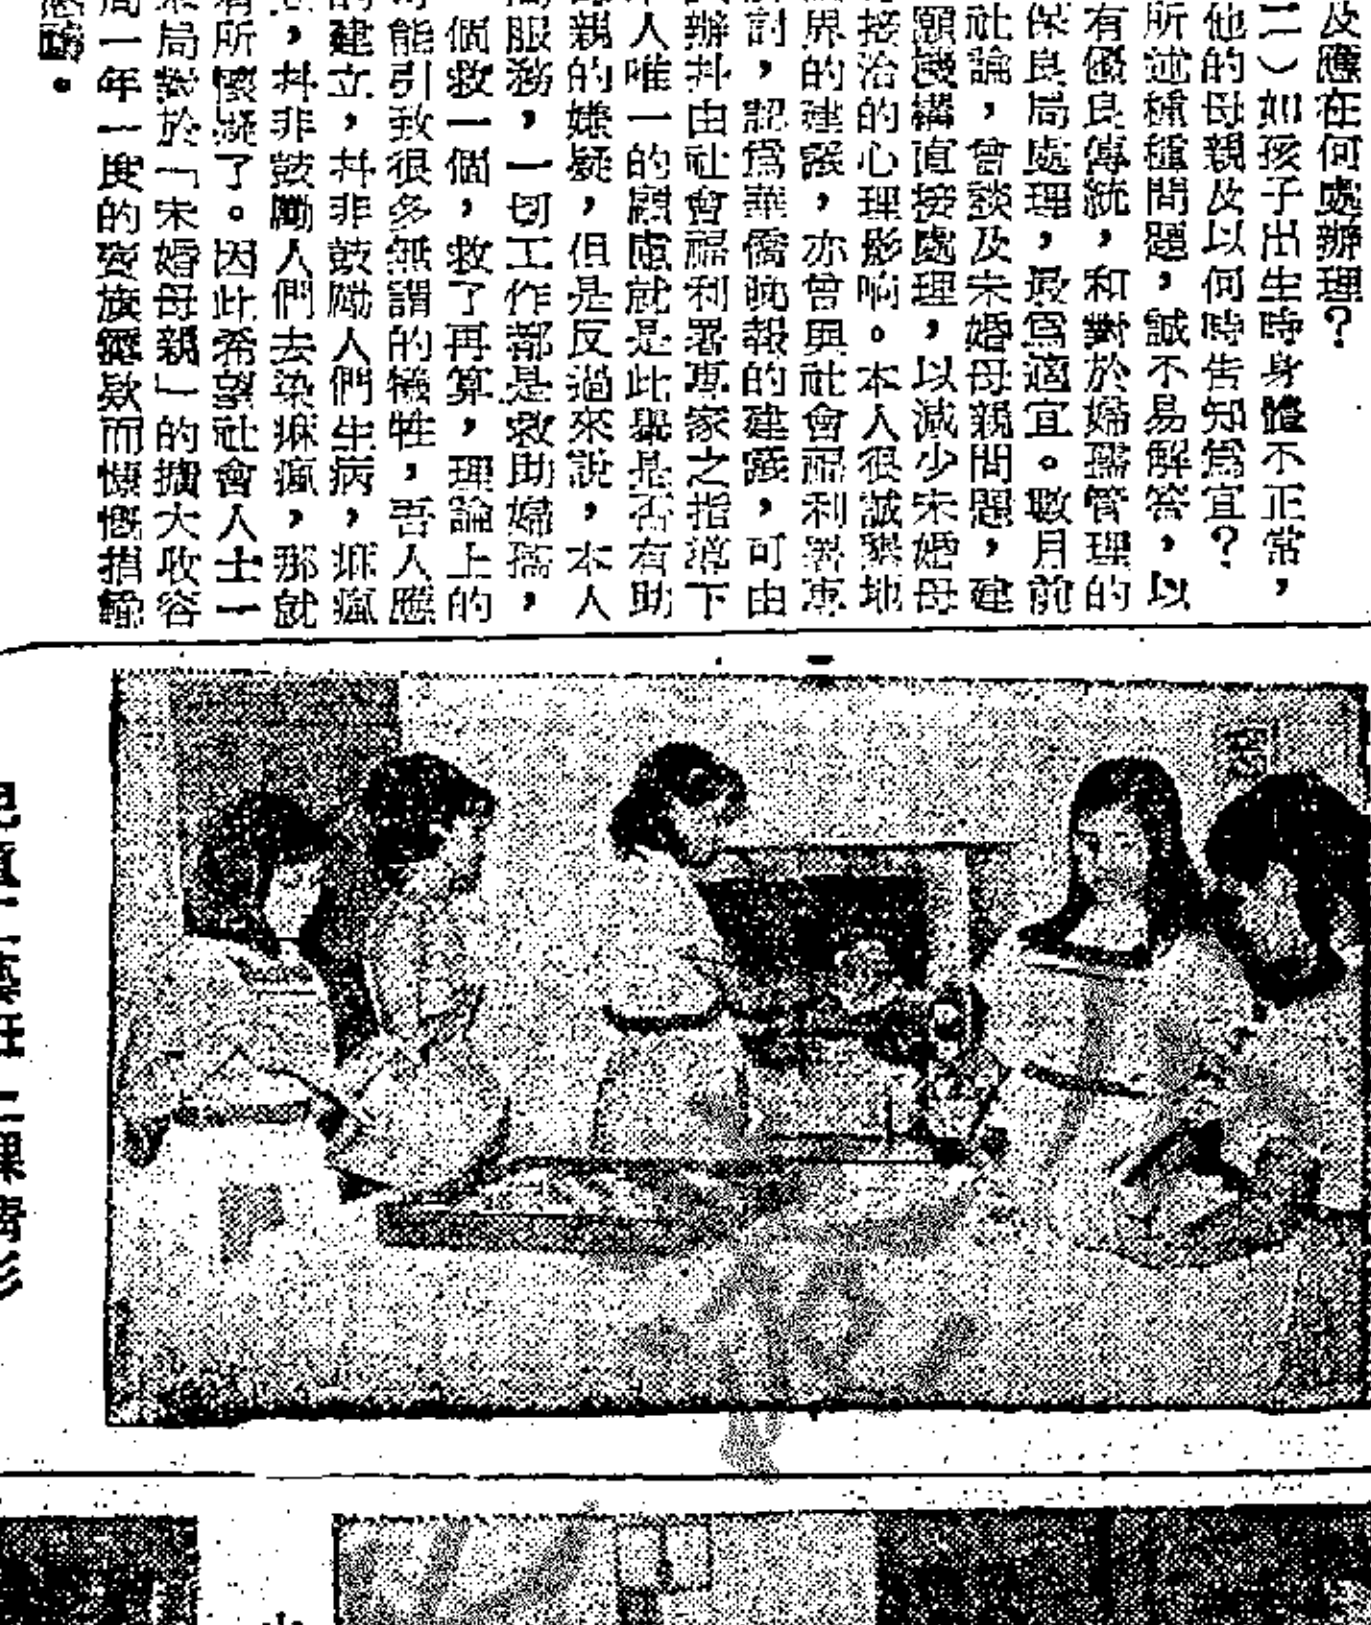 及應在何處辦理？
二）如孩子出生時身體不正常，
他的母親及以何時告知爲宜？
所述種種問題，誠不易解答，以
有優良傳統，和對於婦孺管理的
保良局處理，最爲適宜。數月前
社論，曾談及未婚母親問題，建
願機構直接處理，以減少未婚母
接洽的心理影响。本人很誠懇地
界的建議，亦曾與社會福利署專
討，認爲華僑晚報的建議，可由
辦抖由社會福利署專家之指導下
人唯一的顧慮就是此舉是否有助
親的嫌疑，但是反過來説，本人
服務，一切工作都是救助婦孺，
個救一個，救了再算，理論上的
能引致很多無謂的犧牲，吾人應
建立，抖非鼓勵人們生病，痳瘋
，抖非鼓勵人們去染痳瘋，那就
所懷疑了。因此希望社會人士一
局對於「未婚母親」的擴大收容
一年一度的賣旗籌欵而慷慨捐輸
。